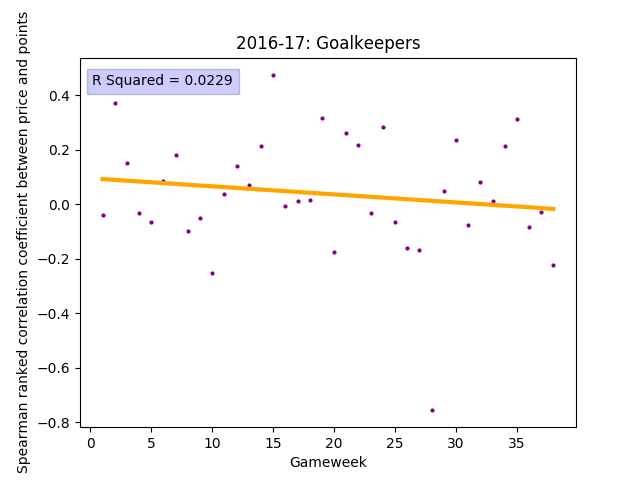 2016-17: Goalkeepers
Spearman ranked correlation coefficient between price and points
R Squared = 0.0229
0.4
0.2
0.0
−0.2
−0.4
−0.6
−0.8
0 5 10 15 20 25 30 35
Gameweek